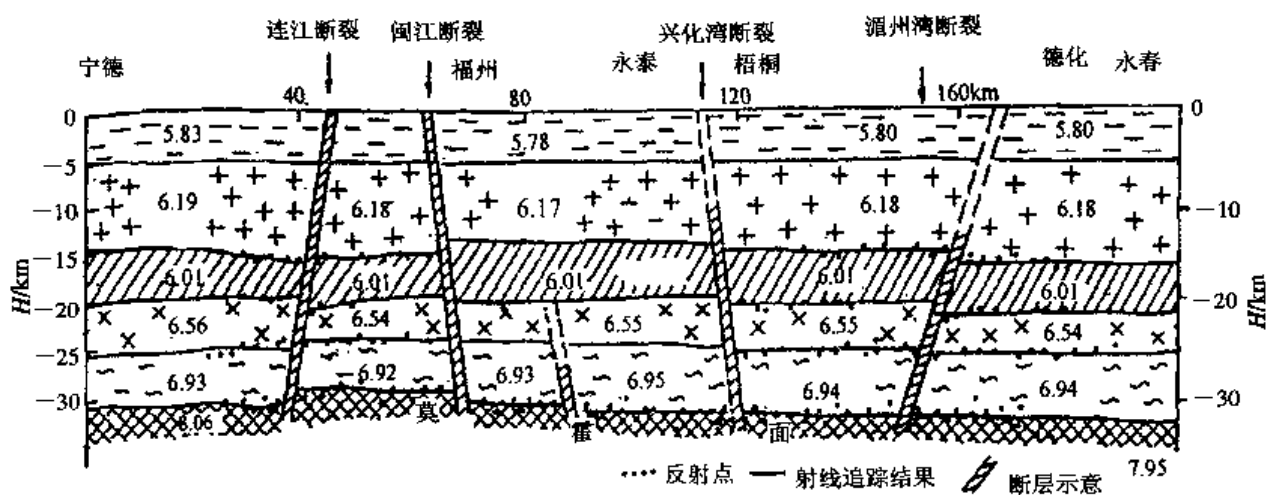 连江断裂 闽江断裂 兴化湾断裂 湄州湾断裂
宁德 福州 永泰 梧桐 德化 永春
40 80 120 160km
0 5.83 5.78 5.80 5.80 0
-5
-10 6.19 6.18 6.17 6.18 6.18 -10
-15
6.01 6.01 6.01 6.01 6.01
-20 6.56 6.54 6.55 6.55 6.54 -20
H/km H/km
-25
6.93 6.92 6.93 6.95 6.94 6.94
-30 -30
8.06 莫 霍 面
7.95
反射点 射线追踪结果 断层示意